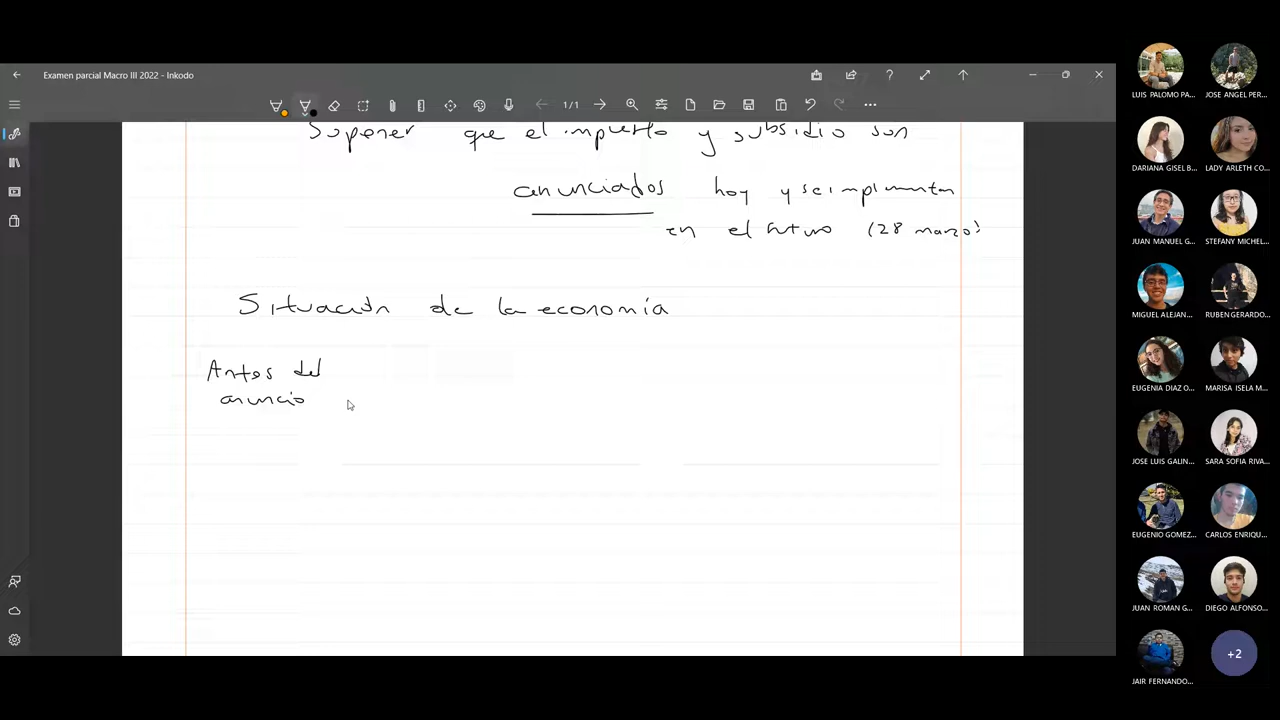 Examen parcial Macro III 2022 - Inkodo
1/1
Suponer que el impuesto y subsidio son
anunciados hoy y se implementan
en el futuro (28 marzo)
Situación de la economía
Antes del
anuncio
LUIS PALOMO PA...
JOSE ANGEL PER...
DARIANA GISEL B...
LADY ARLETH CO...
JUAN MANUEL G...
STEFANY MICHEL...
MIGUEL ALEJAN...
RUBEN GERARDO...
EUGENIA DIAZ O...
MARISA ISELA M...
JOSE LUIS GALIN...
SARA SOFIA RIVA...
EUGENIO GOMEZ...
CARLOS ENRIQU...
JUAN ROMAN G...
DIEGO ALFONSO...
JAIR FERNANDO...
+2